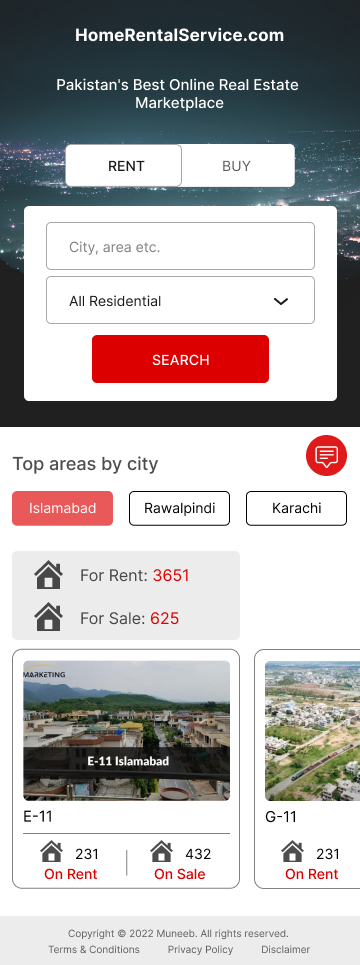 HomeRentalService.com
Pakistan's Best Online Real Estate
Marketplace
RENT
BUY
City, area etc.
All Residential
SEARCH
Top areas by city
Islamabad
Rawalpindi
Karachi
For Rent: 3651
For Sale: 625
MARKETING
E-11 Islamabad
E-11
231
On Rent
432
On Sale
G-11
231
On Rent
Copyright © 2022 Muneeb. All rights reserved.
Terms & Conditions
Privacy Policy
Disclaimer